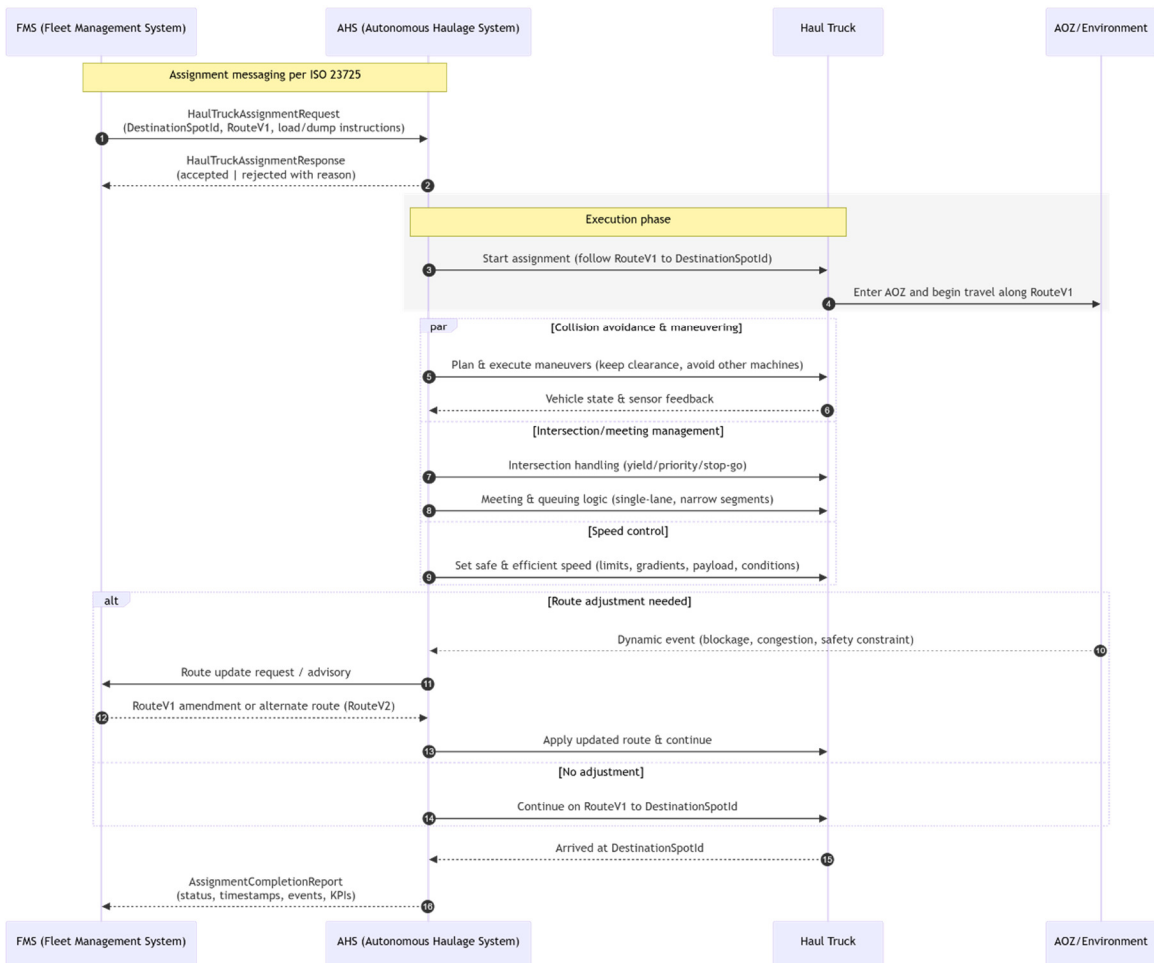 FMS (Fleet Management System)
AHS (Autonomous Haulage System)
Haul Truck
AOZ/Environment
Assignment messaging per ISO 23725
HaulTruckAssignmentRequest
(DestinationSpotId, RouteV1, load/dump instructions)
1
HaulTruckAssignmentResponse
(accepted | rejected with reason)
2
Execution phase
Start assignment (follow RouteV1 to DestinationSpotId)
3
Enter AOZ and begin travel along RouteV1
4
par
[Collision avoidance & maneuvering]
Plan & execute maneuvers (keep clearance, avoid other machines)
5
Vehicle state & sensor feedback
6
[Intersection/meeting management]
Intersection handling (yield/priority/stop-go)
7
Meeting & queuing logic (single-lane, narrow segments)
8
[Speed control]
Set safe & efficient speed (limits, gradients, payload, conditions)
9
alt
[Route adjustment needed]
Dynamic event (blockage, congestion, safety constraint)
10
Route update request / advisory
11
RouteV1 amendment or alternate route (RouteV2)
12
Apply updated route & continue
13
[No adjustment]
Continue on RouteV1 to DestinationSpotId
14
Arrived at DestinationSpotId
15
AssignmentCompletionReport
(status, timestamps, events, KPIs)
16
FMS (Fleet Management System)
AHS (Autonomous Haulage System)
Haul Truck
AOZ/Environment